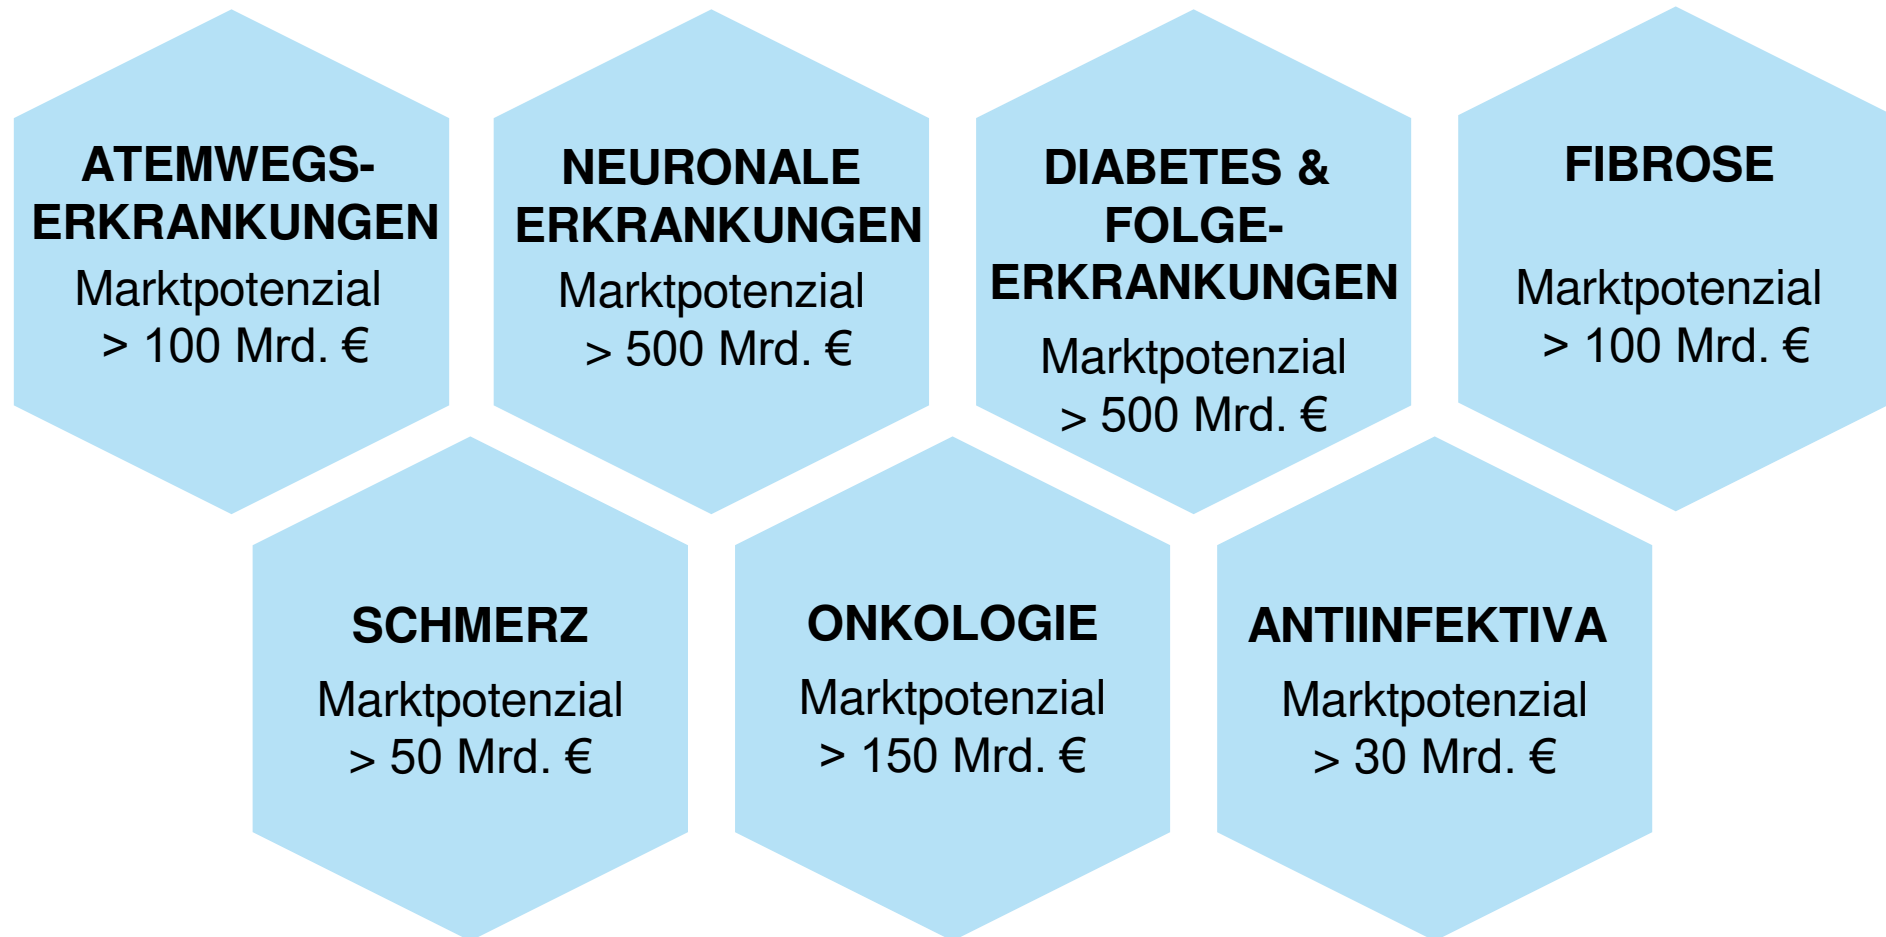 ATEMWEGS-
ERKRANKUNGEN
Marktpotenzial
> 100 Mrd. €
NEURONALE
ERKRANKUNGEN
Marktpotenzial
> 500 Mrd. €
DIABETES &
FOLGE-
ERKRANKUNGEN
Marktpotenzial
> 500 Mrd. €
FIBROSE
Marktpotenzial
> 100 Mrd. €
SCHMERZ
Marktpotenzial
> 50 Mrd. €
ONKOLOGIE
Marktpotenzial
> 150 Mrd. €
ANTIINFEKTIVA
Marktpotenzial
> 30 Mrd. €